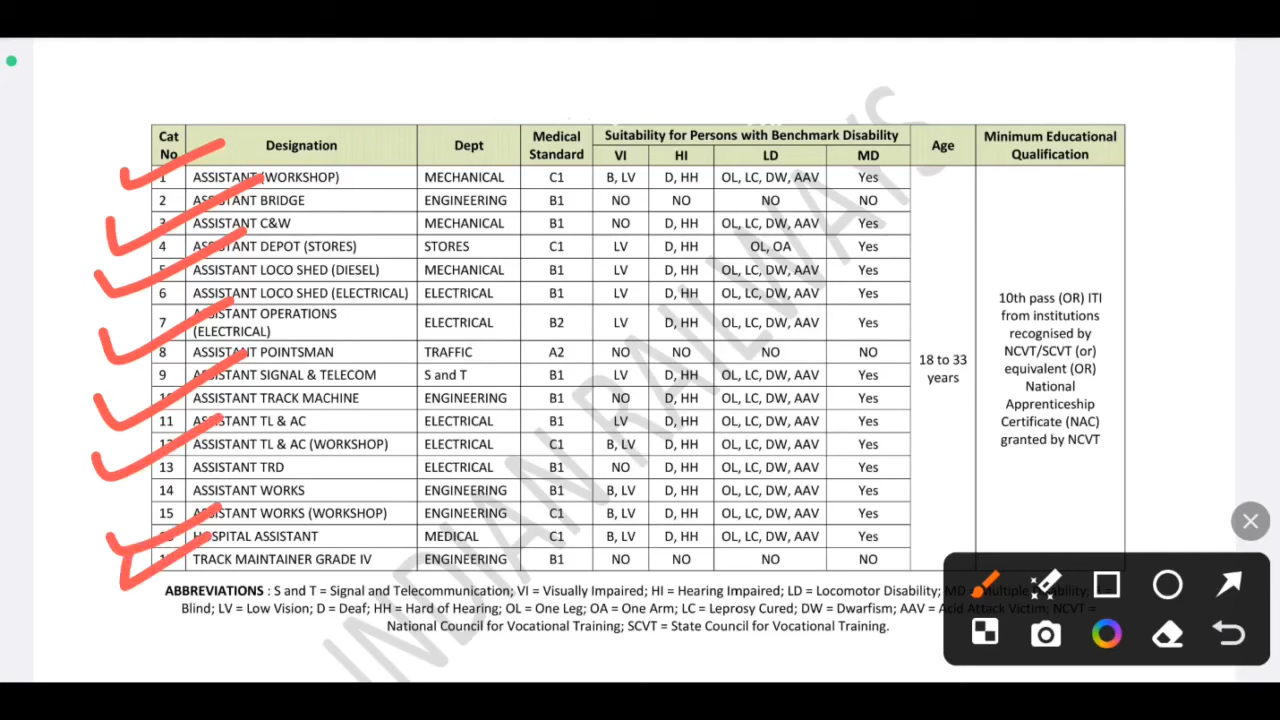 Cat No Designation Dept Medical Standard Suitability for Persons with Benchmark Disability Age Minimum Educational Qualification
VI HI LD MD
1 ASSISTANT (WORKSHOP) MECHANICAL C1 B, LV D, HH OL, LC, DW, AAV Yes
2 ASSISTANT BRIDGE ENGINEERING B1 NO NO NO NO
3 ASSISTANT C&W MECHANICAL B1 NO D, HH OL, LC, DW, AAV Yes
4 ASSISTANT DEPOT (STORES) STORES C1 LV D, HH OL, OA Yes
5 ASSISTANT LOCO SHED (DIESEL) MECHANICAL B1 LV D, HH OL, LC, DW, AAV Yes
6 ASSISTANT LOCO SHED (ELECTRICAL) ELECTRICAL B1 LV D, HH OL, LC, DW, AAV Yes
7 ASSISTANT OPERATIONS (ELECTRICAL) ELECTRICAL B2 LV D, HH OL, LC, DW, AAV Yes
8 ASSISTANT POINTSMAN TRAFFIC A2 NO NO NO NO
9 ASSISTANT SIGNAL & TELECOM S and T B1 LV D, HH OL, LC, DW, AAV Yes
10 ASSISTANT TRACK MACHINE ENGINEERING B1 NO D, HH OL, LC, DW, AAV Yes
11 ASSISTANT TL & AC ELECTRICAL B1 LV D, HH OL, LC, DW, AAV Yes
12 ASSISTANT TL & AC (WORKSHOP) ELECTRICAL C1 B, LV D, HH OL, LC, DW, AAV Yes
13 ASSISTANT TRD ELECTRICAL B1 NO D, HH OL, LC, DW, AAV Yes
14 ASSISTANT WORKS ENGINEERING B1 B, LV D, HH OL, LC, DW, AAV Yes
15 ASSISTANT WORKS (WORKSHOP) ENGINEERING C1 B, LV D, HH OL, LC, DW, AAV Yes
HOSPITAL ASSISTANT MEDICAL C1 B, LV D, HH OL, LC, DW, AAV Yes
TRACK MAINTAINER GRADE IV ENGINEERING B1 NO NO NO NO
18 to 33
years
10th pass (OR) ITI
from institutions
recognised by
NCVT/SCVT (or)
equivalent (OR)
National
Apprenticeship
Certificate (NAC)
granted by NCVT
ABBREVIATIONS : S and T = Signal and Telecommunication; VI = Visually Impaired; HI = Hearing Impaired; LD = Locomotor Disability; MD = Multiple Disability;
Blind; LV = Low Vision; D = Deaf; HH = Hard of Hearing; OL = One Leg; OA = One Arm; LC = Leprosy Cured; DW = Dwarfism; AAV = Acid Attack Victim; NCVT =
National Council for Vocational Training; SCVT = State Council for Vocational Training.
INDIAN RAILWAYS